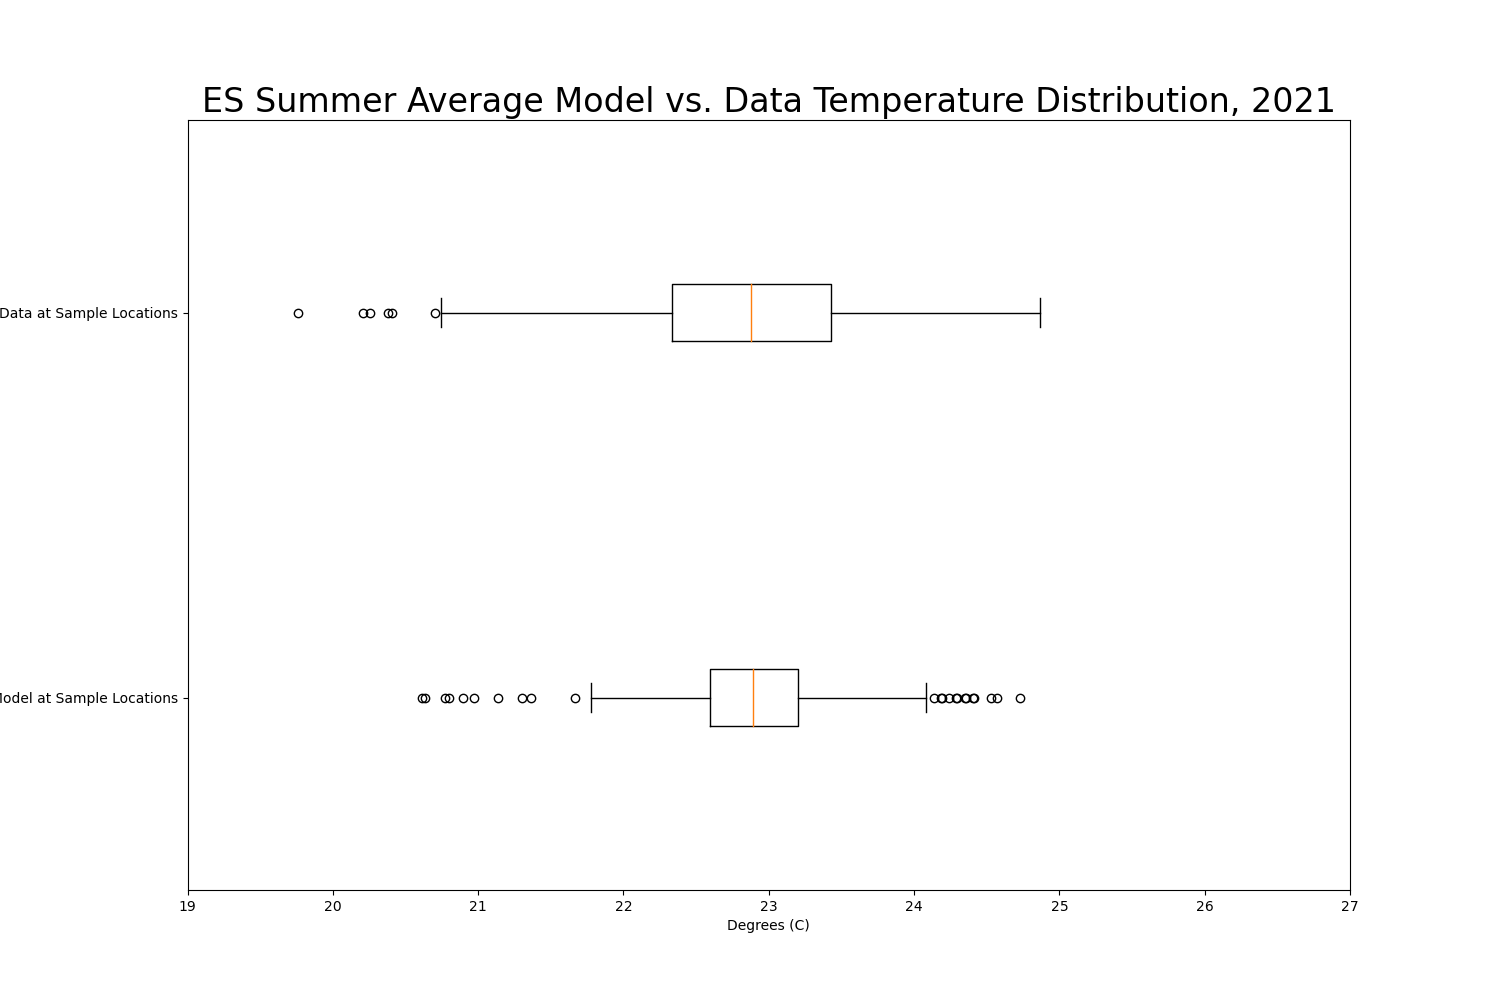 ES Summer Average Model vs. Data Temperature Distribution, 2021
Data at Sample Locations
odel at Sample Locations
19 20 21 22 23 24 25 26 27
Degrees (C)